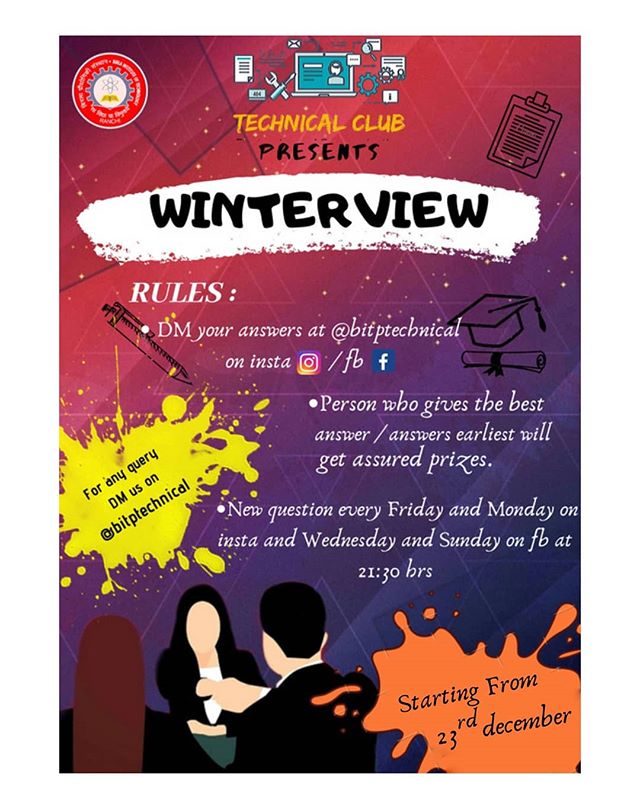 RANCHI
404
TECHNICAL CLUB
PRESENTS
WINTERVIEW
RULES :
• DM your answers at @bitptechnical
on insta / fb
•Person who gives the best
answer / answers earliest will
get assured prizes.
For any query
DM us on
@bitptechnical
•New question every Friday and Monday on
insta and Wednesday and Sunday on fb at
21:30 hrs
Starting From
23rd december